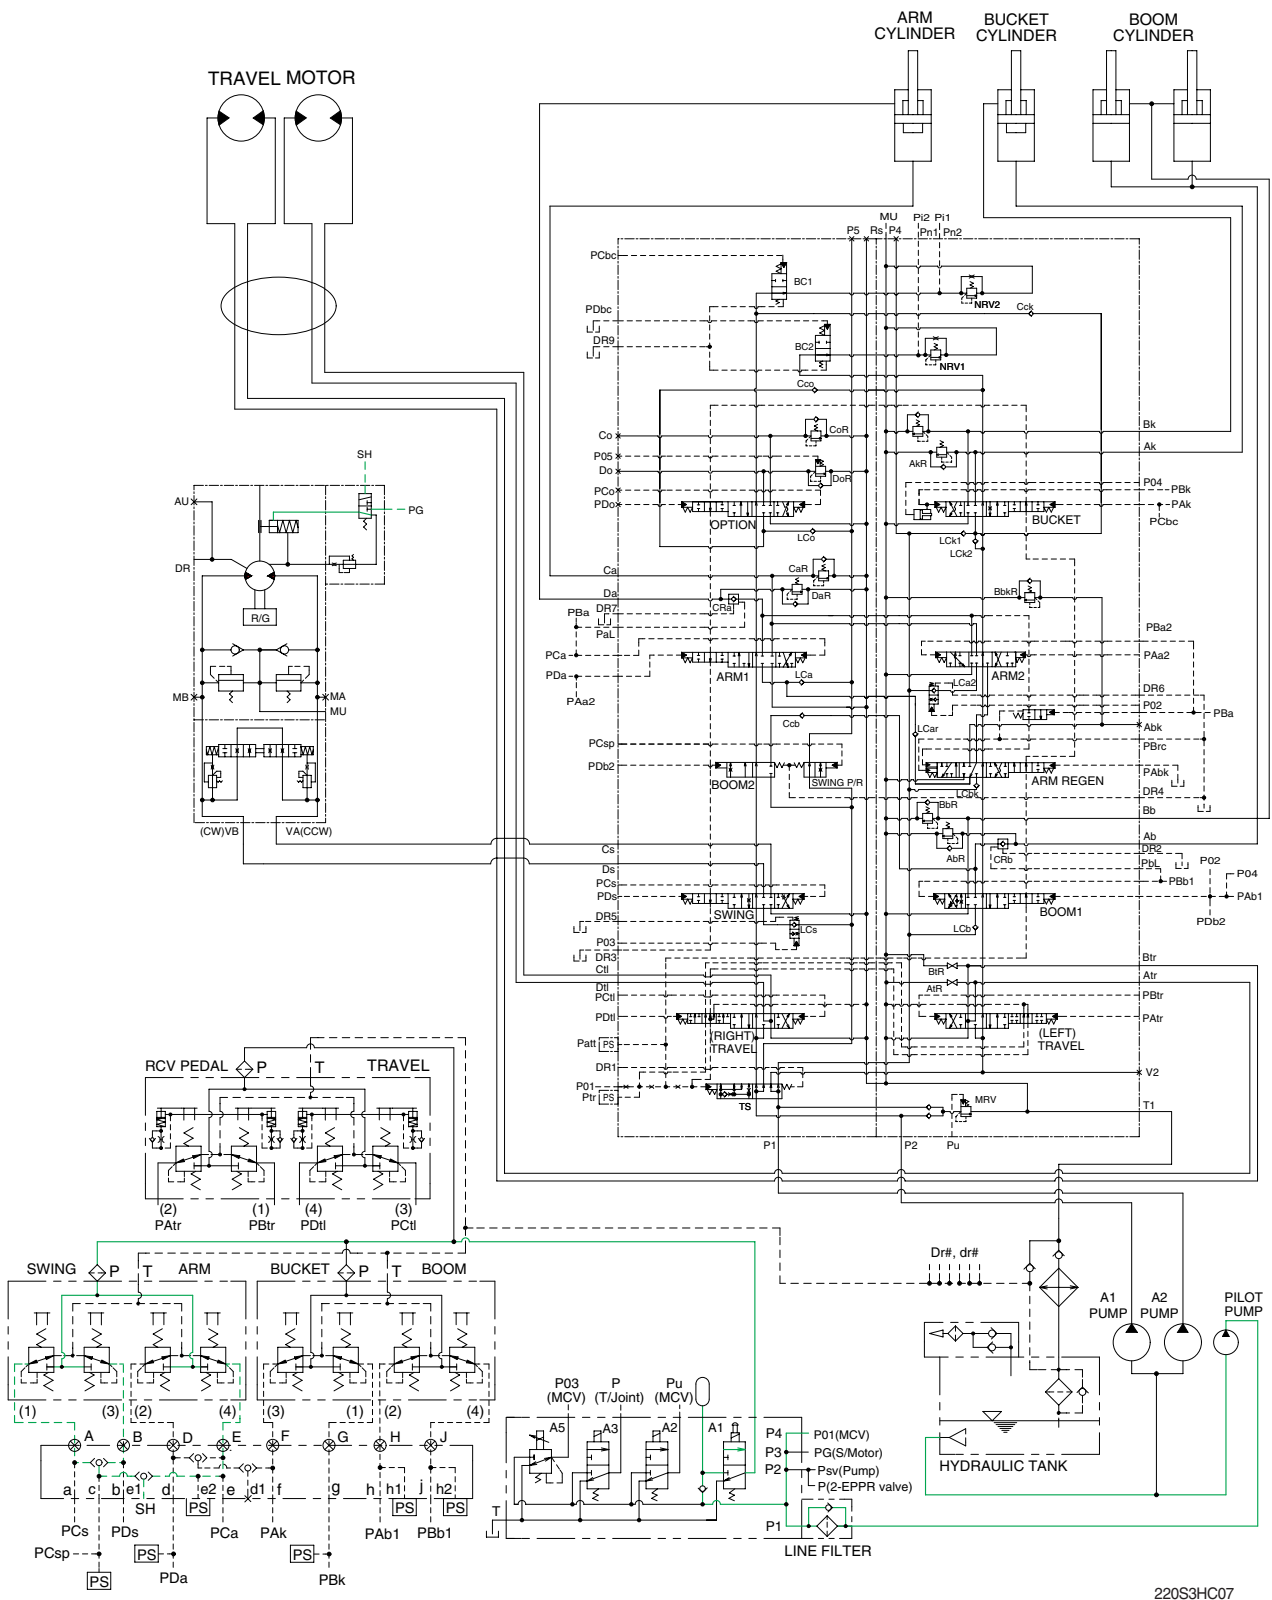 ARM
CYLINDER
BUCKET
CYLINDER
BOOM
CYLINDER
TRAVEL MOTOR
MU Pi2 Pi1
P5 Rs P4 Pn1 Pn2
PCbc
BC1
NRV2
Cck
PDbc
DR9
BC2
NRV1
Cco
Co
CoR
Bk
P05
AkR
Ak
Do
DoR
P04
PCo
PBk
PDo
PAk
OPTION
BUCKET
PCbc
LCo
LCk1
LCk2
SH
AU
PG
DR
R/G
MB
MA
MU
(CW)VB
VA(CCW)
Ca
CaR
Da
DaR
BbkR
DR7
CRa
PBa
PaL
PBa2
PCa
PAa2
PDa
ARM1
ARM2
LCa
LCa2
DR6
PAa2
P02
PBa
Ccb
LCar
Abk
PCsp
PBrc
PDb2
PAbk
BOOM2
SWING P/R
ARM REGEN
LCbk
DR4
BbR
Bb
AbR
CRb
Ab
Cs
DR2
Ds
PbL
P02
PCs
PBb1
P04
PDs
PAb1
SWING
BOOM1
PDb2
DR5
LCs
LCb
P03
DR3
Btr
Ctl
BtR
Atr
Dtl
AtR
PCtl
PBtr
PDtl
PAtr
(RIGHT)
TRAVEL
(LEFT)
TRAVEL
Patt PS
DR1
V2
P01
Ptr PS
TS
MRV
T1
P1
P2
Pu
RCV PEDAL P T TRAVEL
(2) (1) (4) (3)
PAtr PBtr PDtl PCtl
SWING P T ARM
BUCKET P T BOOM
(1) (3) (2) (4) (3) (1) (2) (4)
A B D E F G H J
a c b e1 d e2 e d1 f g h h1 j h2
SH PS PS PS
PCs PDs PCa PAk PAb1 PBb1
PCsp
PS PS
PS PDa PBk
P03
(MCV)
P
(T/Joint)
Pu
(MCV)
A5 A3 A2 A1
P4 P01(MCV)
P3 PG(S/Motor)
P2 Psv(Pump)
P(2-EPPR valve)
T
P1
LINE FILTER
Dr#, dr#
A1
PUMP
A2
PUMP
PILOT
PUMP
HYDRAULIC TANK
220S3HC07